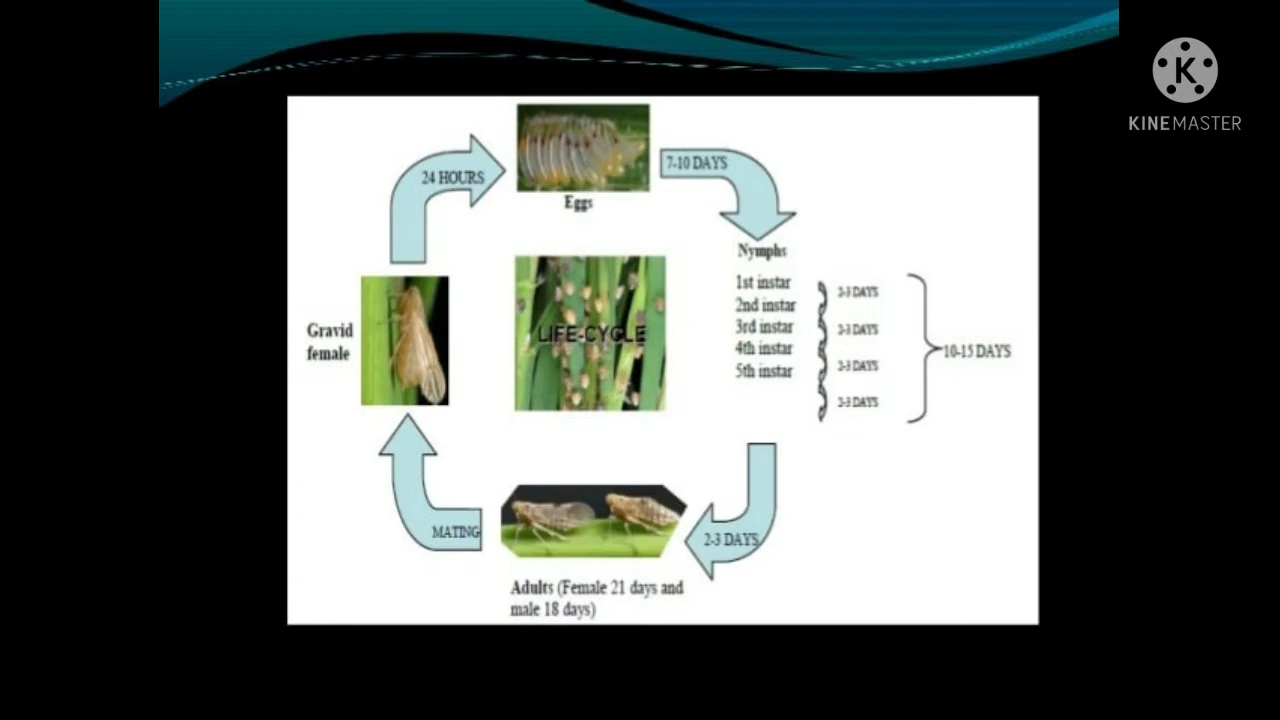 KINEMASTER
24 HOURS
Eggs
7-10 DAYS
Nymphs
1st instar
2nd instar
3rd instar
4th instar
5th instar
2-3 DAYS
2-3 DAYS
2-3 DAYS
2-3 DAYS
10-15 DAYS
LIFE-CYCLE
Gravid
female
2-3 DAYS
MATING
Adults (Female 21 days and
male 18 days)